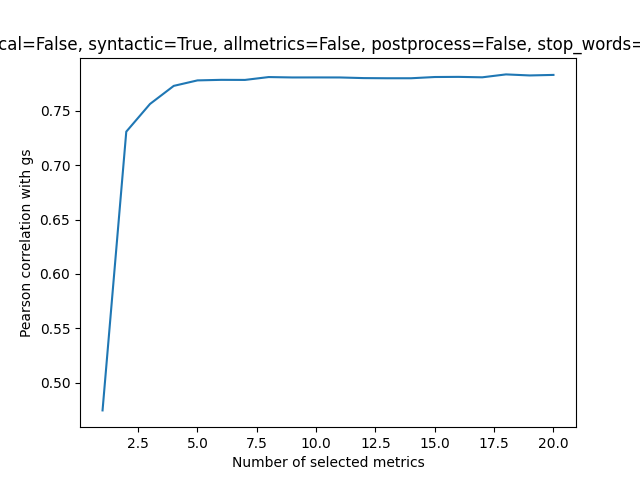 cal=False, syntactic=True, allmetrics=False, postprocess=False, stop_words=
0.75
0.70
0.65
0.60
0.55
0.50
Pearson correlation with gs
2.5 5.0 7.5 10.0 12.5 15.0 17.5 20.0
Number of selected metrics